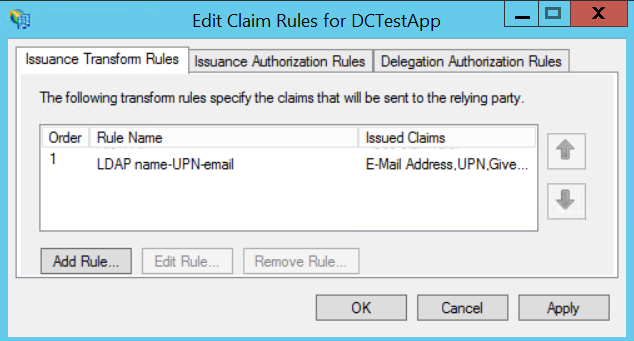 Edit Claim Rules for DCTestApp
Issuance Transform Rules Issuance Authorization Rules Delegation Authorization Rules
The following transform rules specify the claims that will be sent to the relying party.
Order Rule Name Issued Claims
1 LDAP name-UPN-email E-Mail Address,UPN,Give...
Add Rule... Edit Rule... Remove Rule...
OK Cancel Apply